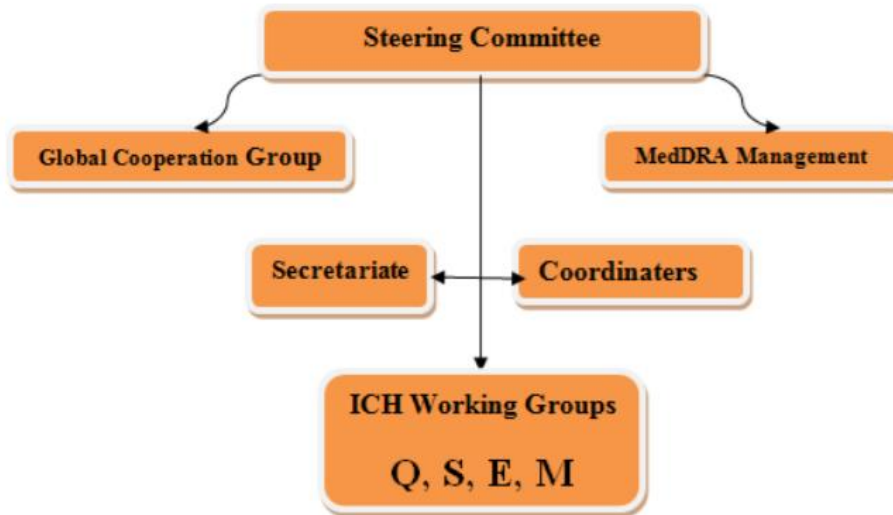 Steering Committee
Global Cooperation Group
MedDRA Management
Secretariate
Coordinaters
ICH Working Groups
Q, S, E, M